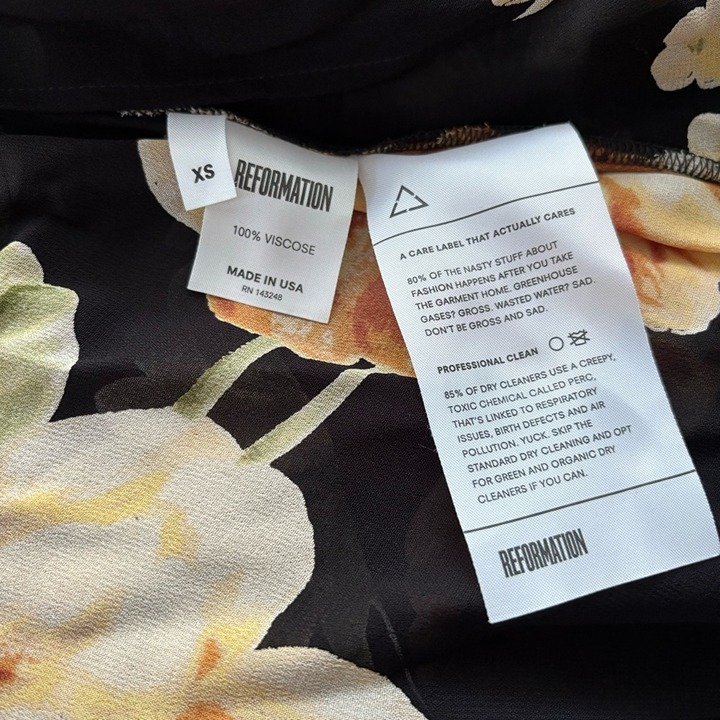 XS
REFORMATION
100% VISCOSE
MADE IN USA
RN 143248
A CARE LABEL THAT ACTUALLY CARES
80% OF THE NASTY STUFF ABOUT
FASHION HAPPENS AFTER YOU TAKE
THE GARMENT HOME. GREENHOUSE
GASES? GROSS. WASTED WATER? SAD.
DON'T BE GROSS AND SAD.
PROFESSIONAL CLEAN
85% OF DRY CLEANERS USE A CREEPY,
TOXIC CHEMICAL CALLED PERC,
THAT'S LINKED TO RESPIRATORY
ISSUES, BIRTH DEFECTS AND AIR
POLLUTION. YUCK. SKIP THE
STANDARD DRY CLEANING AND OPT
FOR GREEN AND ORGANIC DRY
CLEANERS IF YOU CAN.
REFORMATION